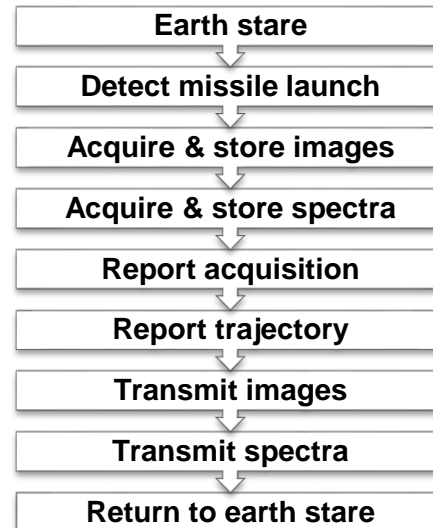 Earth stare
Detect missile launch
Acquire & store images
Acquire & store spectra
Report acquisition
Report trajectory
Transmit images
Transmit spectra
Return to earth stare